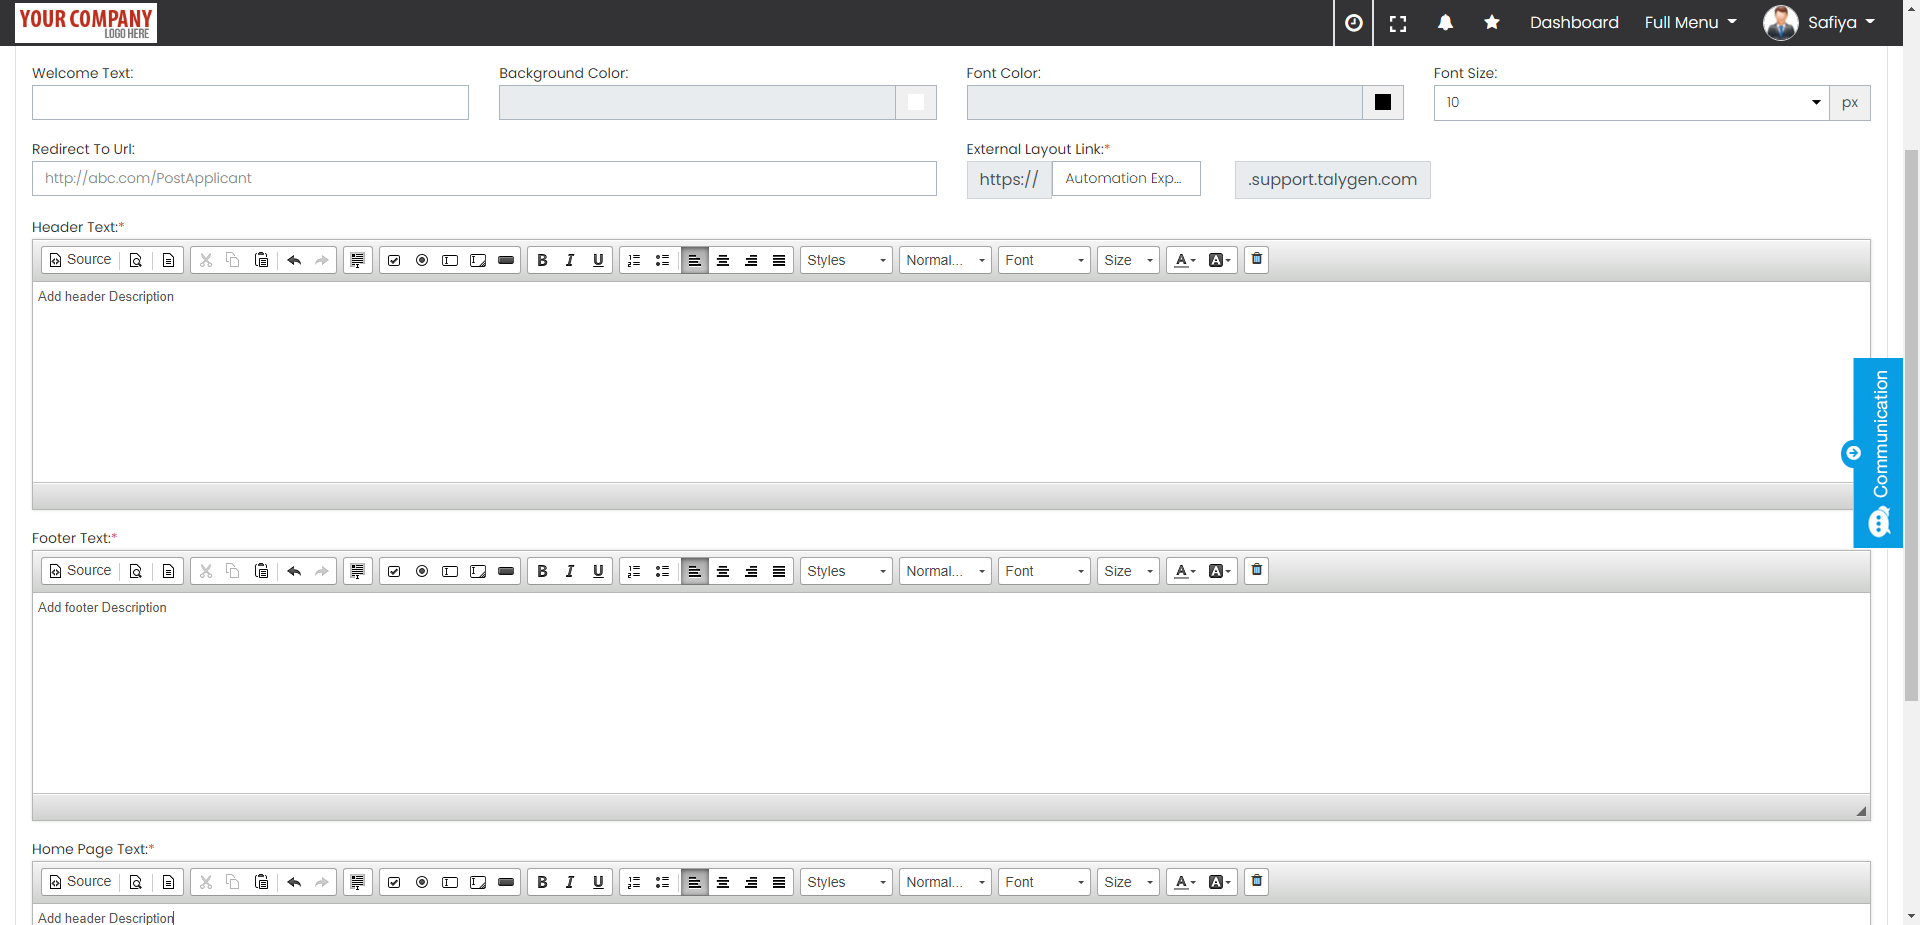 YOUR COMPANY
LOGO HERE
Dashboard Full Menu Safiya
Welcome Text: Background Color: Font Color: Font Size:
10 px
Redirect To Url: External Layout Link:*
http://abc.com/PostApplicant https:// Automation Exp... .support.talygen.com
Header Text:*
Source B I U Styles Normal... Font Size A A
Add header Description
Footer Text:*
Source B I U Styles Normal... Font Size A A
Add footer Description
Home Page Text:*
Source B I U Styles Normal... Font Size A A
Add header Description
Communication